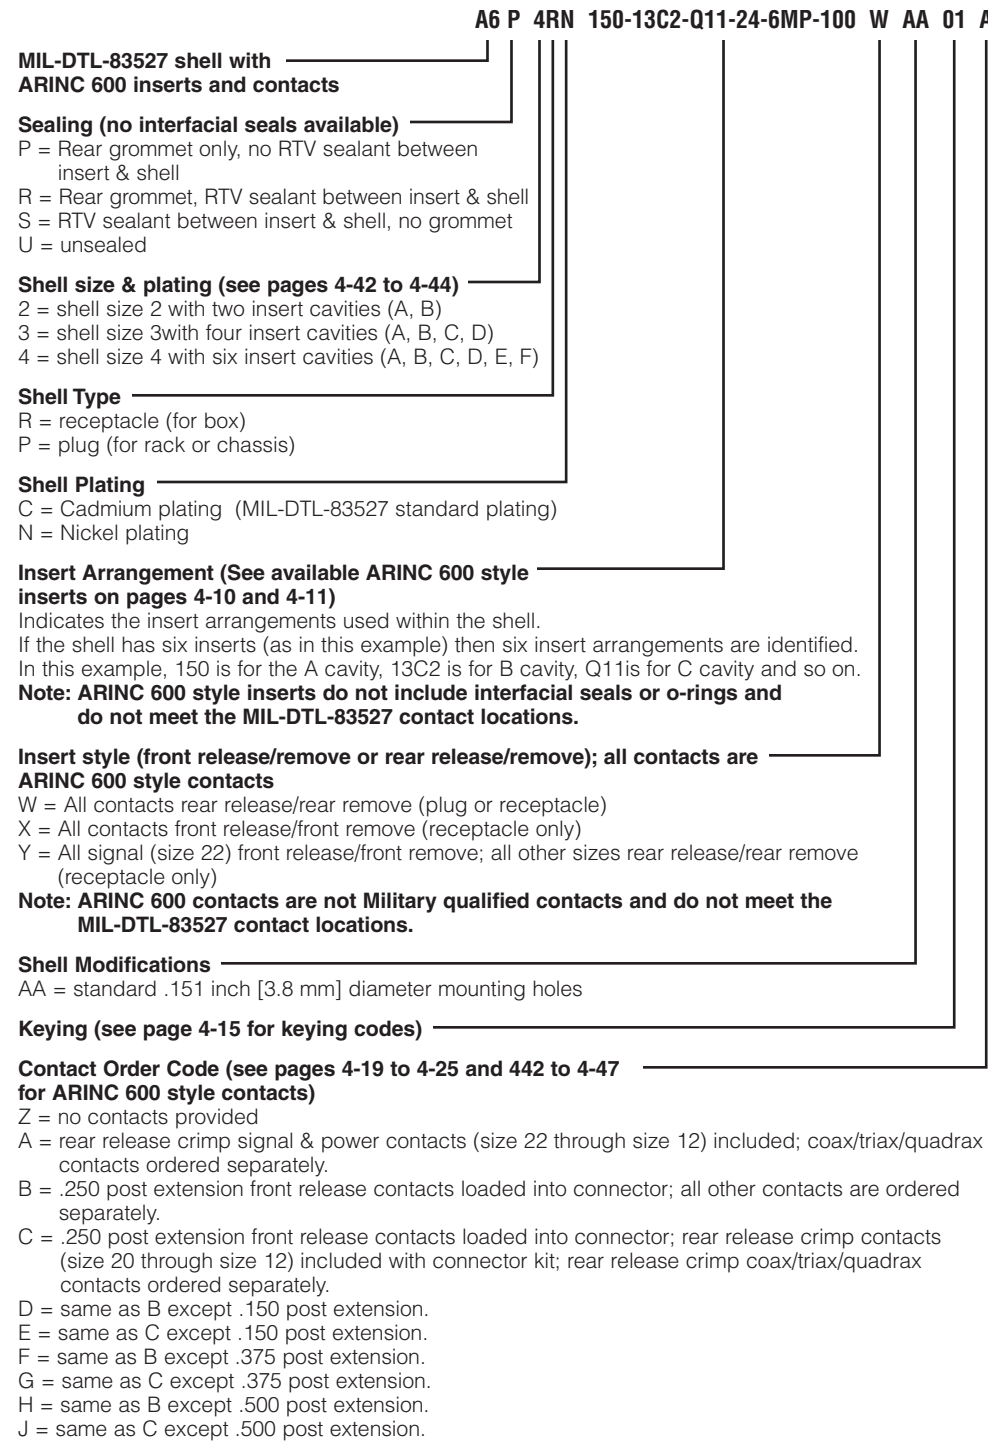 A6 P 4RN 150-13C2-Q11-24-6MP-100 W AA 01 A
MIL-DTL-83527 shell with
ARINC 600 inserts and contacts
Sealing (no interfacial seals available)
P = Rear grommet only, no RTV sealant between
insert & shell
R = Rear grommet, RTV sealant between insert & shell
S = RTV sealant between insert & shell, no grommet
U = unsealed
Shell size & plating (see pages 4-42 to 4-44)
2 = shell size 2 with two insert cavities (A, B)
3 = shell size 3with four insert cavities (A, B, C, D)
4 = shell size 4 with six insert cavities (A, B, C, D, E, F)
Shell Type
R = receptacle (for box)
P = plug (for rack or chassis)
Shell Plating
C = Cadmium plating (MIL-DTL-83527 standard plating)
N = Nickel plating
Insert Arrangement (See available ARINC 600 style
inserts on pages 4-10 and 4-11)
Indicates the insert arrangements used within the shell.
If the shell has six inserts (as in this example) then six insert arrangements are identified.
In this example, 150 is for the A cavity, 13C2 is for B cavity, Q11is for C cavity and so on.
Note: ARINC 600 style inserts do not include interfacial seals or o-rings and
do not meet the MIL-DTL-83527 contact locations.
Insert style (front release/remove or rear release/remove); all contacts are
ARINC 600 style contacts
W = All contacts rear release/rear remove (plug or receptacle)
X = All contacts front release/front remove (receptacle only)
Y = All signal (size 22) front release/front remove; all other sizes rear release/rear remove
(receptacle only)
Note: ARINC 600 contacts are not Military qualified contacts and do not meet the
MIL-DTL-83527 contact locations.
Shell Modifications
AA = standard .151 inch [3.8 mm] diameter mounting holes
Keying (see page 4-15 for keying codes)
Contact Order Code (see pages 4-19 to 4-25 and 442 to 4-47
for ARINC 600 style contacts)
Z = no contacts provided
A = rear release crimp signal & power contacts (size 22 through size 12) included; coax/triax/quadrax
contacts ordered separately.
B = .250 post extension front release contacts loaded into connector; all other contacts are ordered
separately.
C = .250 post extension front release contacts loaded into connector; rear release crimp contacts
(size 20 through size 12) included with connector kit; rear release crimp coax/triax/quadrax
contacts ordered separately.
D = same as B except .150 post extension.
E = same as C except .150 post extension.
F = same as B except .375 post extension.
G = same as C except .375 post extension.
H = same as B except .500 post extension.
J = same as C except .500 post extension.